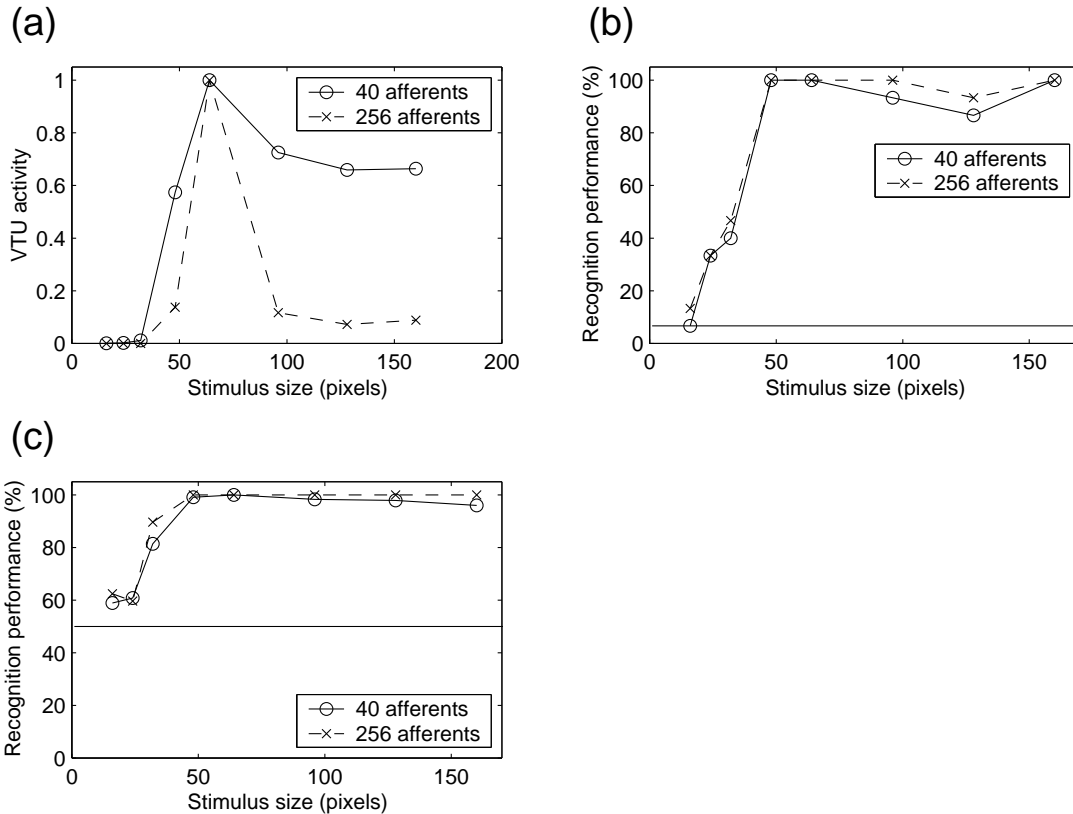 (a)
VTU activity
1
0.8
0.6
0.4
0.2
0
0 50 100 150 200
Stimulus size (pixels)
40 afferents
256 afferents
(b)
Recognition performance (%)
100
80
60
40
20
0
0 50 100 150
Stimulus size (pixels)
40 afferents
256 afferents
(c)
Recognition performance (%)
100
80
60
40
20
0
0 50 100 150
Stimulus size (pixels)
40 afferents
256 afferents